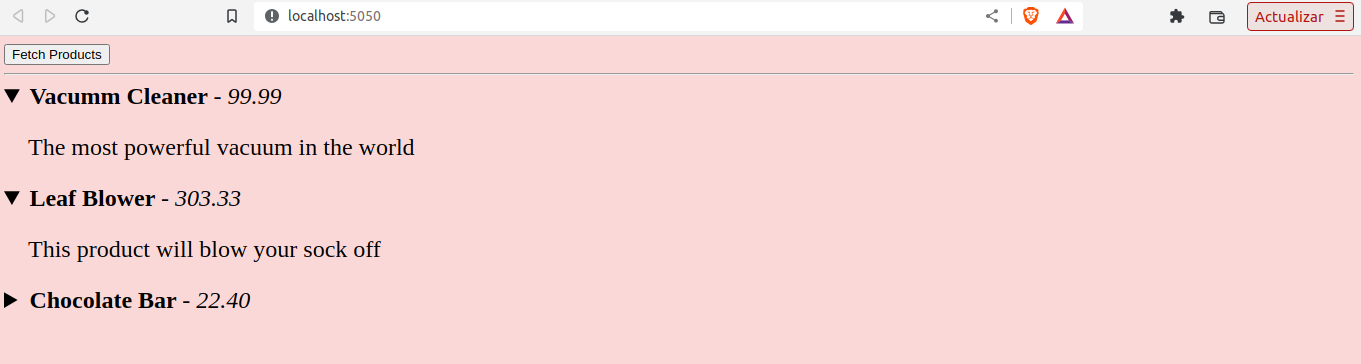 localhost:5050
Actualizar
Fetch Products
Vacumm Cleaner - 99.99
The most powerful vacuum in the world
Leaf Blower - 303.33
This product will blow your sock off
Chocolate Bar - 22.40